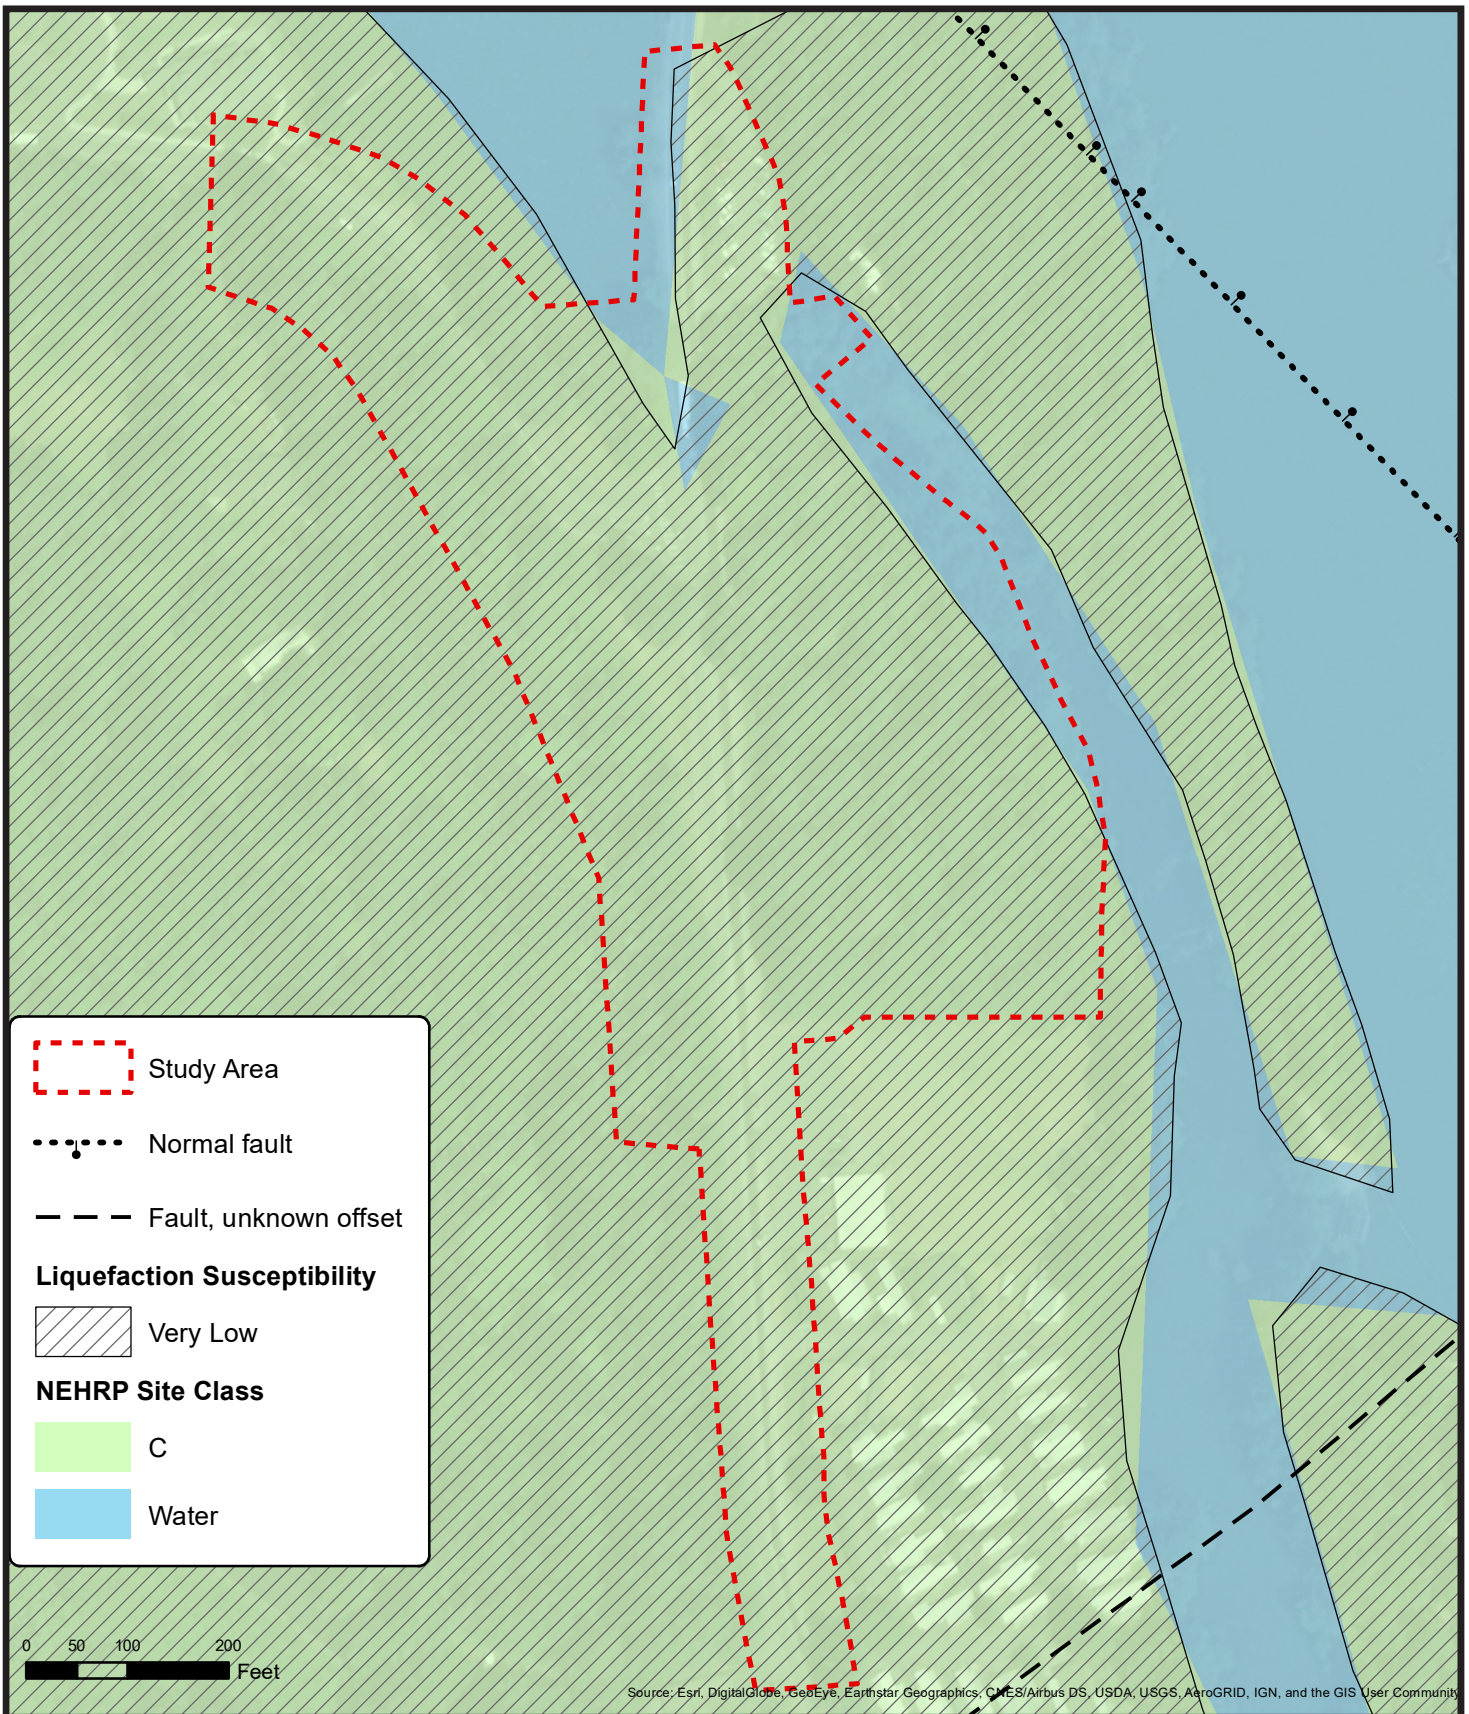 Study Area
Normal fault
Fault, unknown offset
Liquefaction Susceptibility
Very Low
NEHRP Site Class
C
Water
0 50 100 200
Feet
Source: Esri, DigitalGlobe, GeoEye, Earthstar Geographics, CNES/Airbus DS, USDA, USGS, AeroGRID, IGN, and the GIS User Community